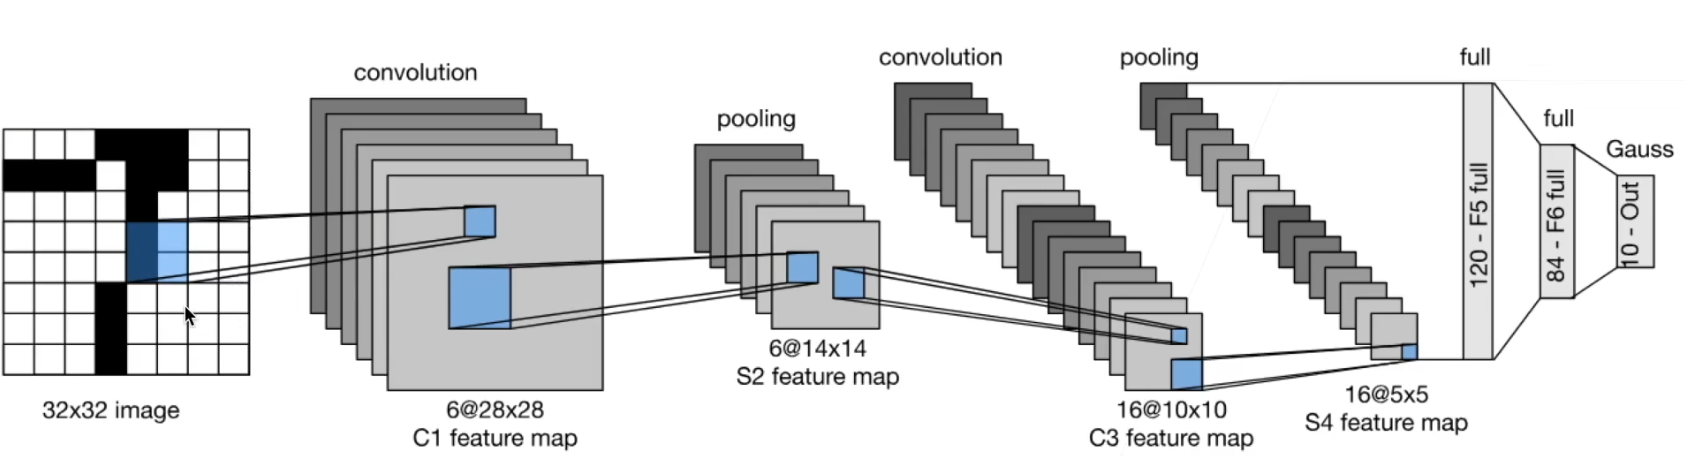 32x32 image
convolution
6@28x28
C1 feature map
pooling
6@14x14
S2 feature map
convolution
16@10x10
C3 feature map
pooling
16@5x5
S4 feature map
full
120 - F5 full
full
84 - F6 full
Gauss
10 - Out